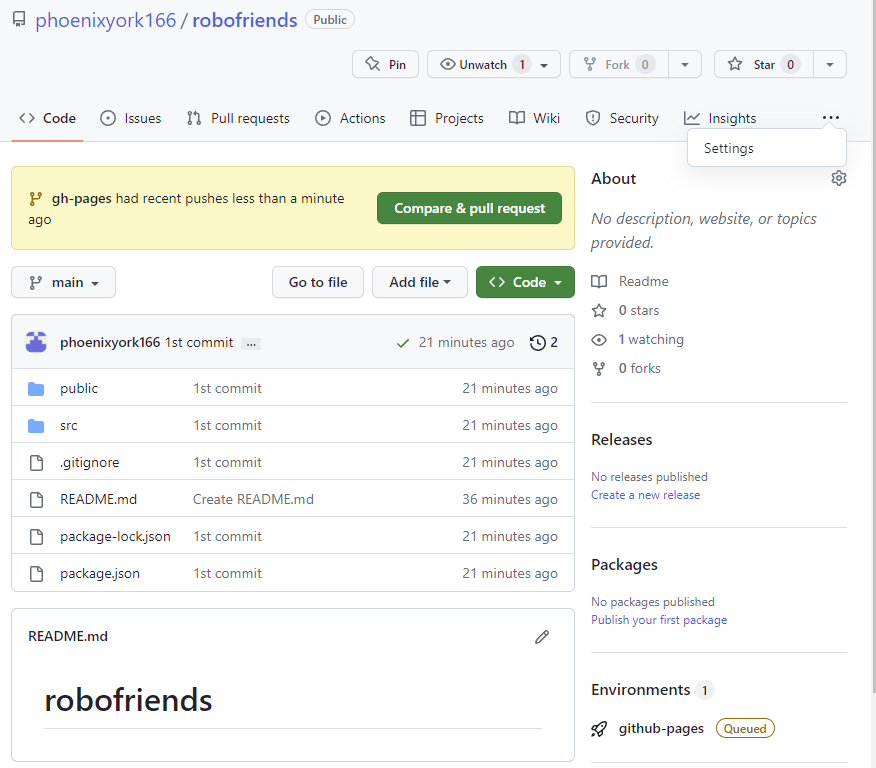 phoenixyork166 / robofriends Public
Pin Unwatch 1 Fork 0 Star 0
<> Code Issues Pull requests Actions Projects Wiki Security Insights ...
Settings
gh-pages had recent pushes less than a minute
ago
Compare & pull request
main Go to file Add file <> Code
phoenixyork166 1st commit ... 21 minutes ago 2
public 1st commit 21 minutes ago
src 1st commit 21 minutes ago
.gitignore 1st commit 21 minutes ago
README.md Create README.md 36 minutes ago
package-lock.json 1st commit 21 minutes ago
package.json 1st commit 21 minutes ago
README.md
robofriends
About
No description, website, or topics
provided.
Readme
0 stars
1 watching
0 forks
Releases
No releases published
Create a new release
Packages
No packages published
Publish your first package
Environments 1
github-pages Queued